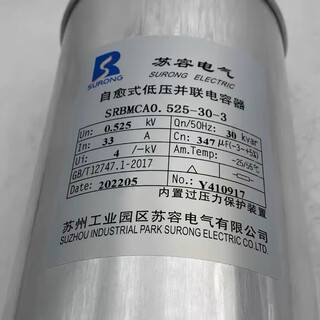 SURONG
苏容电气
SURONG ELECTRIC
自愈式低压并联电容器
SRBMCA0.525-30-3
Un: 0.525 kV Qn/50Hz: 30 kvar
In: 33 A Cn: 347 μF(-3~+5%)
Ui 4 /-kV Am.Temp: -25/55℃
GB/T12747.1-2017
Date: 202205 No.: Y410917
内置过压力保护装置
苏州工业园区苏容电气有限公司
SUZHOU INDUSTRIAL PARK SURONG ELECTRIC CO.LTD.